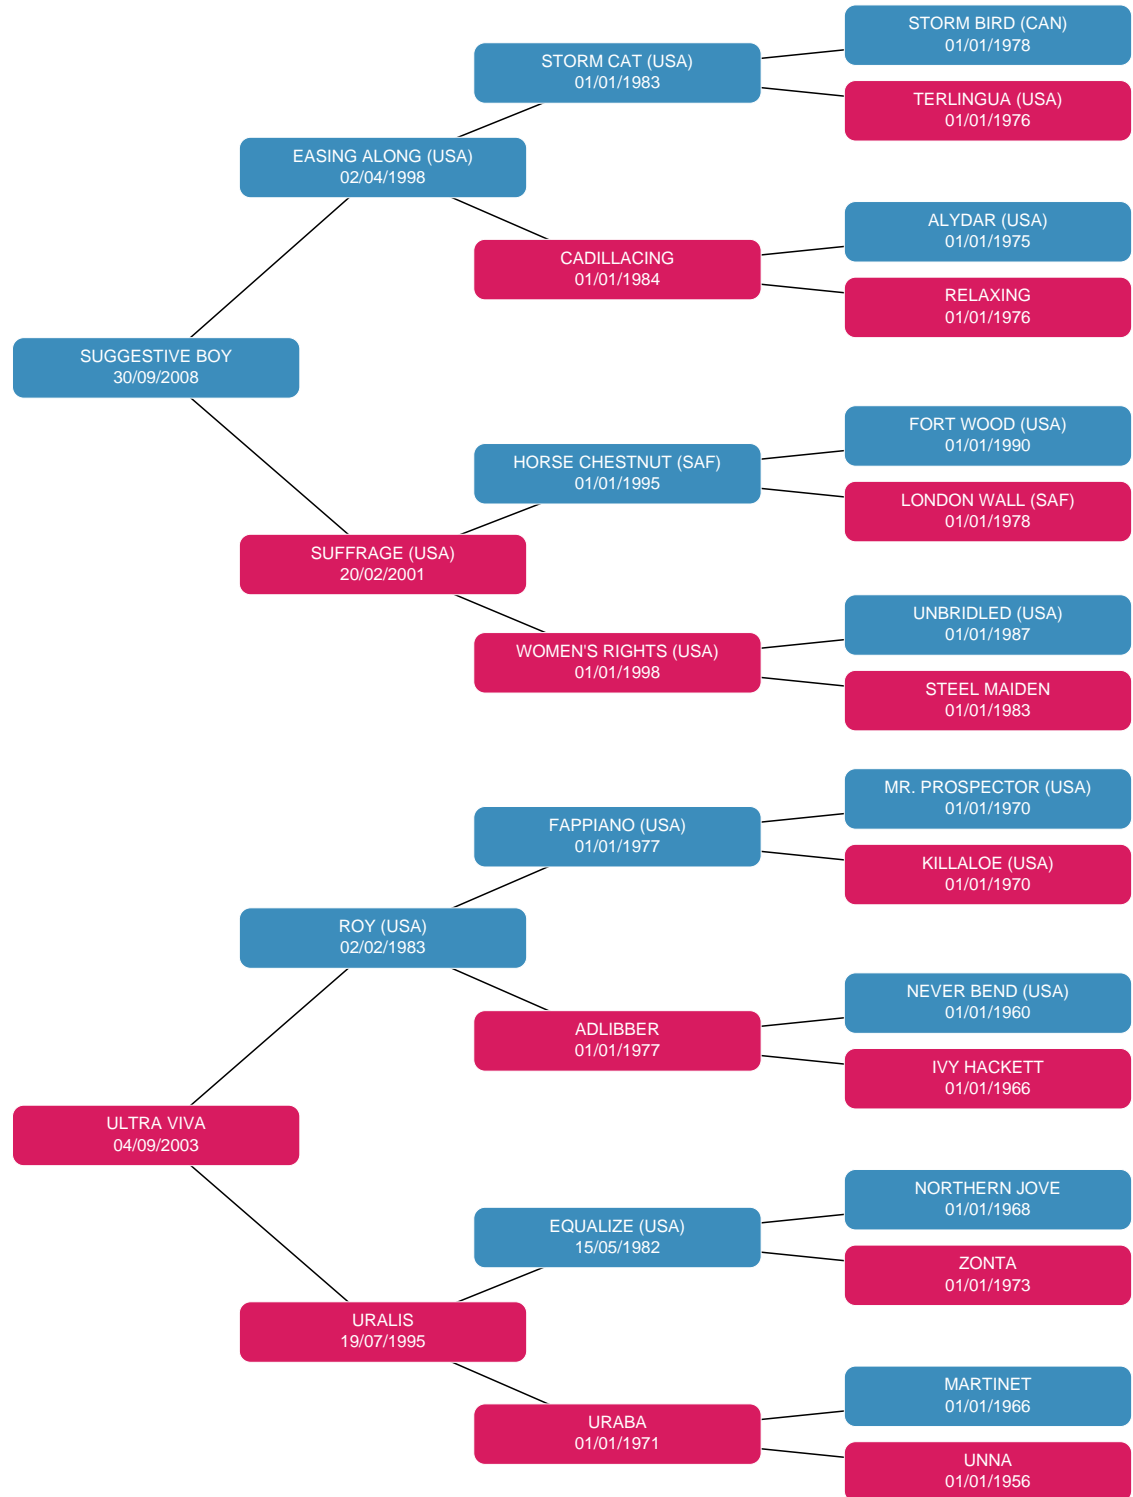 STORM BIRD (CAN)
01/01/1978
STORM CAT (USA)
01/01/1983
TERLINGUA (USA)
01/01/1976
EASING ALONG (USA)
02/04/1998
ALYDAR (USA)
01/01/1975
CADILLACING
01/01/1984
RELAXING
01/01/1976
SUGGESTIVE BOY
30/09/2008
FORT WOOD (USA)
01/01/1990
HORSE CHESTNUT (SAF)
01/01/1995
LONDON WALL (SAF)
01/01/1978
SUFFRAGE (USA)
20/02/2001
UNBRIDLED (USA)
01/01/1987
WOMEN'S RIGHTS (USA)
01/01/1998
STEEL MAIDEN
01/01/1983
MR. PROSPECTOR (USA)
01/01/1970
FAPPIANO (USA)
01/01/1977
KILLALOE (USA)
01/01/1970
ROY (USA)
02/02/1983
NEVER BEND (USA)
01/01/1960
ADLIBBER
01/01/1977
IVY HACKETT
01/01/1966
ULTRA VIVA
04/09/2003
NORTHERN JOVE
01/01/1968
EQUALIZE (USA)
15/05/1982
ZONTA
01/01/1973
URALIS
19/07/1995
MARTINET
01/01/1966
URABA
01/01/1971
UNNA
01/01/1956